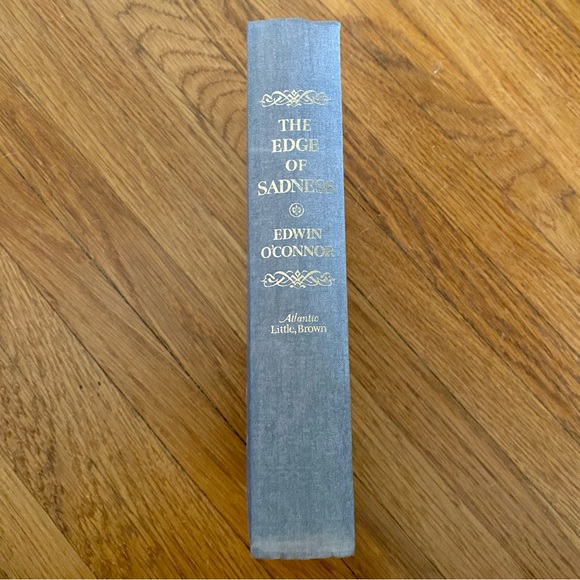 THE
EDGE
OF
SADNESS
EDWIN
O'CONNOR
Atlantic
Little, Brown